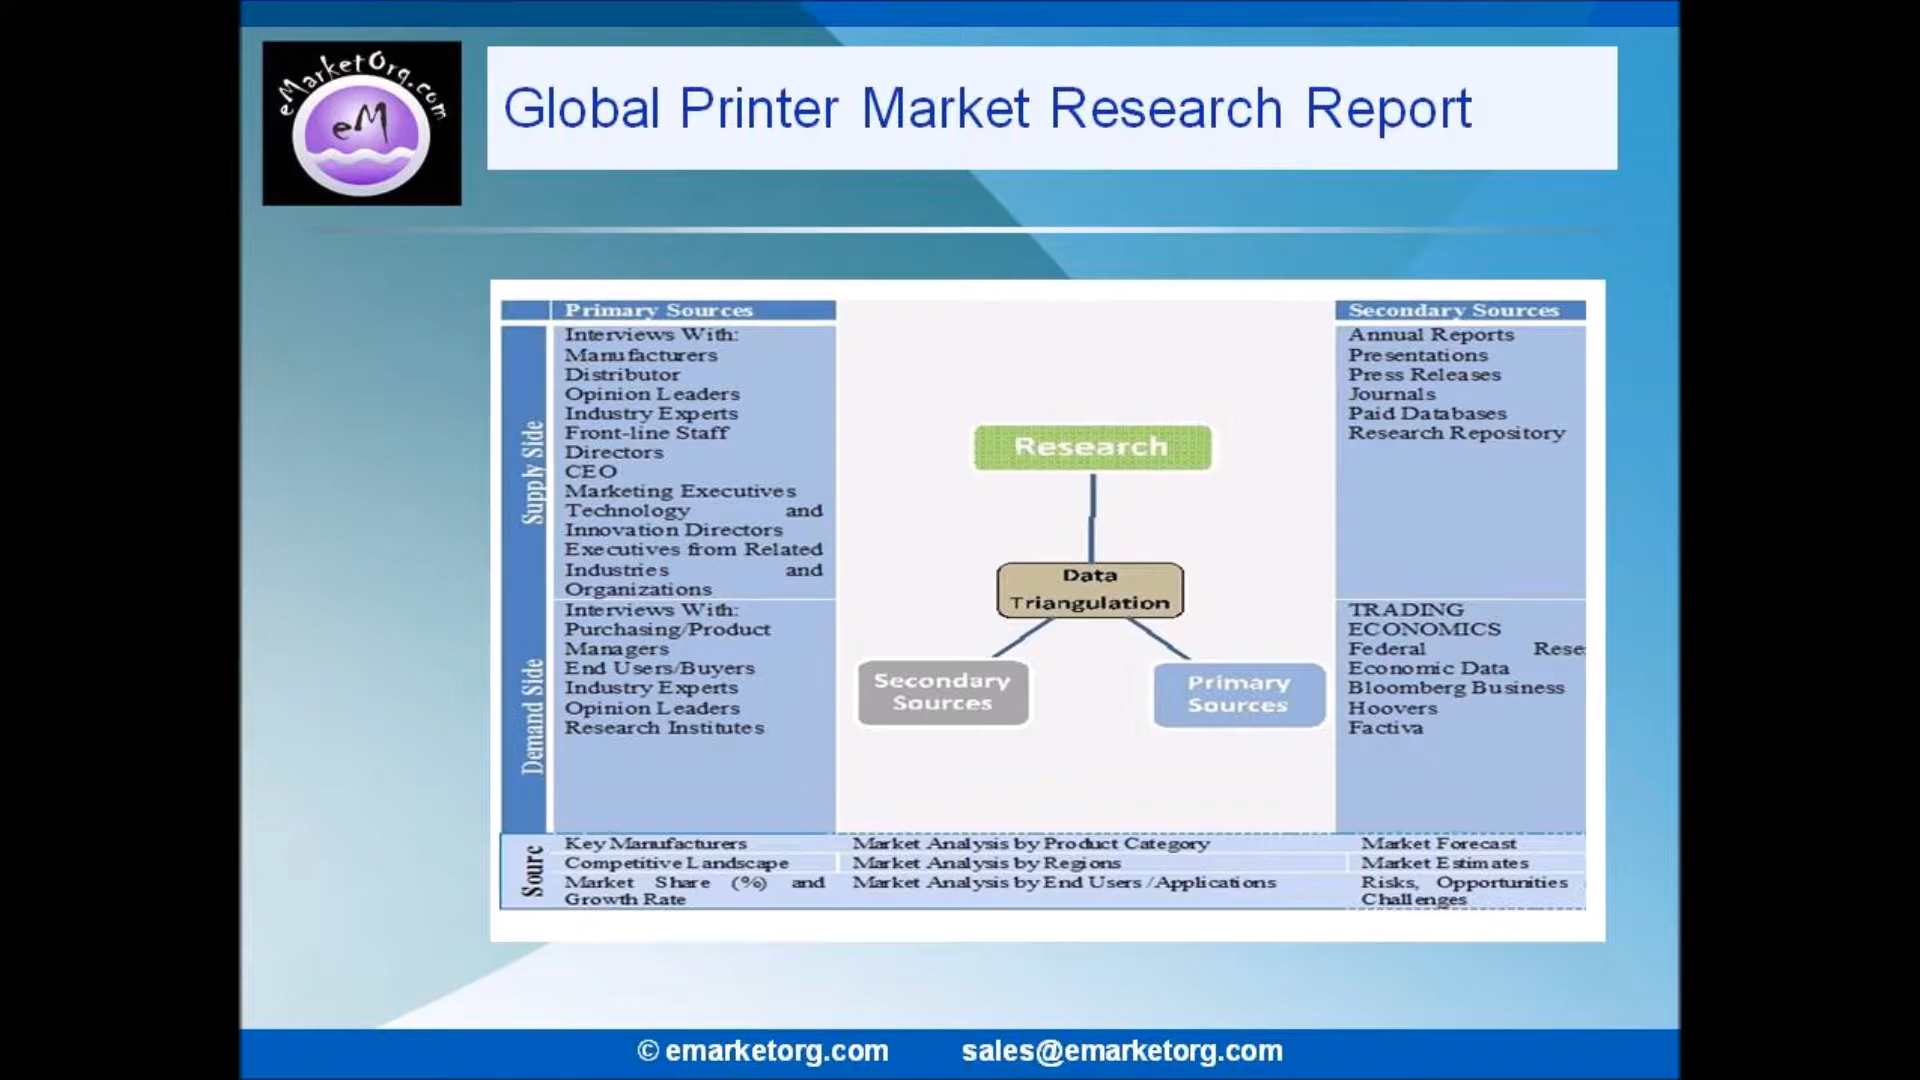 eMarketOrg.com
eM
Global Printer Market Research Report
Primary Sources
Secondary Sources
Supply Side
Interviews With:
Manufacturers
Distributor
Opinion Leaders
Industry Experts
Front-line Staff
Directors
CEO
Marketing Executives
Technology and
Innovation Directors
Executives from Related
Industries and
Organizations
Annual Reports
Presentations
Press Releases
Journals
Paid Databases
Research Repository
Research
Data
Triangulation
Secondary
Sources
Primary
Sources
Demand Side
Interviews With:
Purchasing/Product
Managers
End Users/Buyers
Industry Experts
Opinion Leaders
Research Institutes
TRADING
ECONOMICS
Federal Rese
Economic Data
Bloomberg Business
Hoovers
Factiva
Sourc
Key Manufacturers
Competitive Landscape
Market Share (%) and
Growth Rate
Market Analysis by Product Category
Market Analysis by Regions
Market Analysis by End Users /Applications
Market Forecast
Market Estimates
Risks, Opportunities
Challenges
© emarketorg.com sales@emarketorg.com